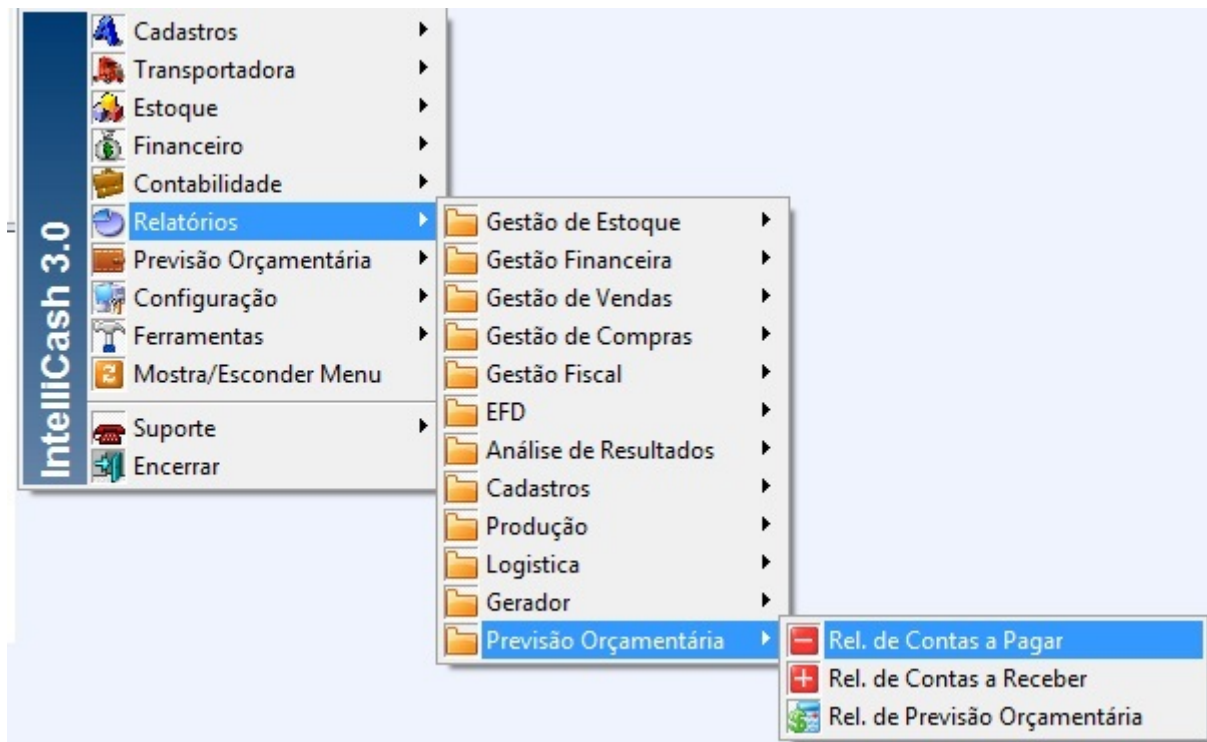 IntelliCash 3.0
Cadastros
Transportadora
Estoque
Financeiro
Contabilidade
Relatórios
Previsão Orçamentária
Configuração
Ferramentas
Mostra/Esconder Menu
Suporte
Encerrar
Gestão de Estoque
Gestão Financeira
Gestão de Vendas
Gestão de Compras
Gestão Fiscal
EFD
Análise de Resultados
Cadastros
Produção
Logistica
Gerador
Previsão Orçamentária
Rel. de Contas a Pagar
Rel. de Contas a Receber
Rel. de Previsão Orçamentária